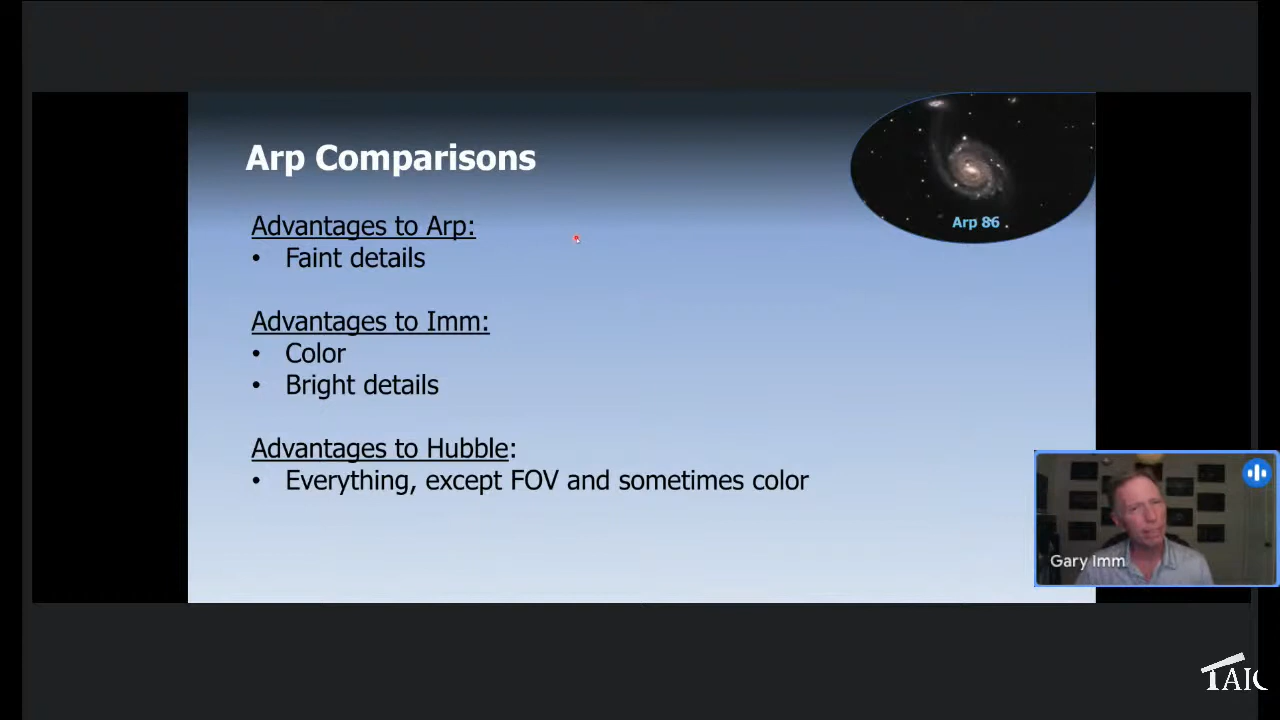 Arp Comparisons
Arp 86
Advantages to Arp:
• Faint details
Advantages to Imm:
• Color
• Bright details
Advantages to Hubble:
• Everything, except FOV and sometimes color
Gary Imm
TAIC